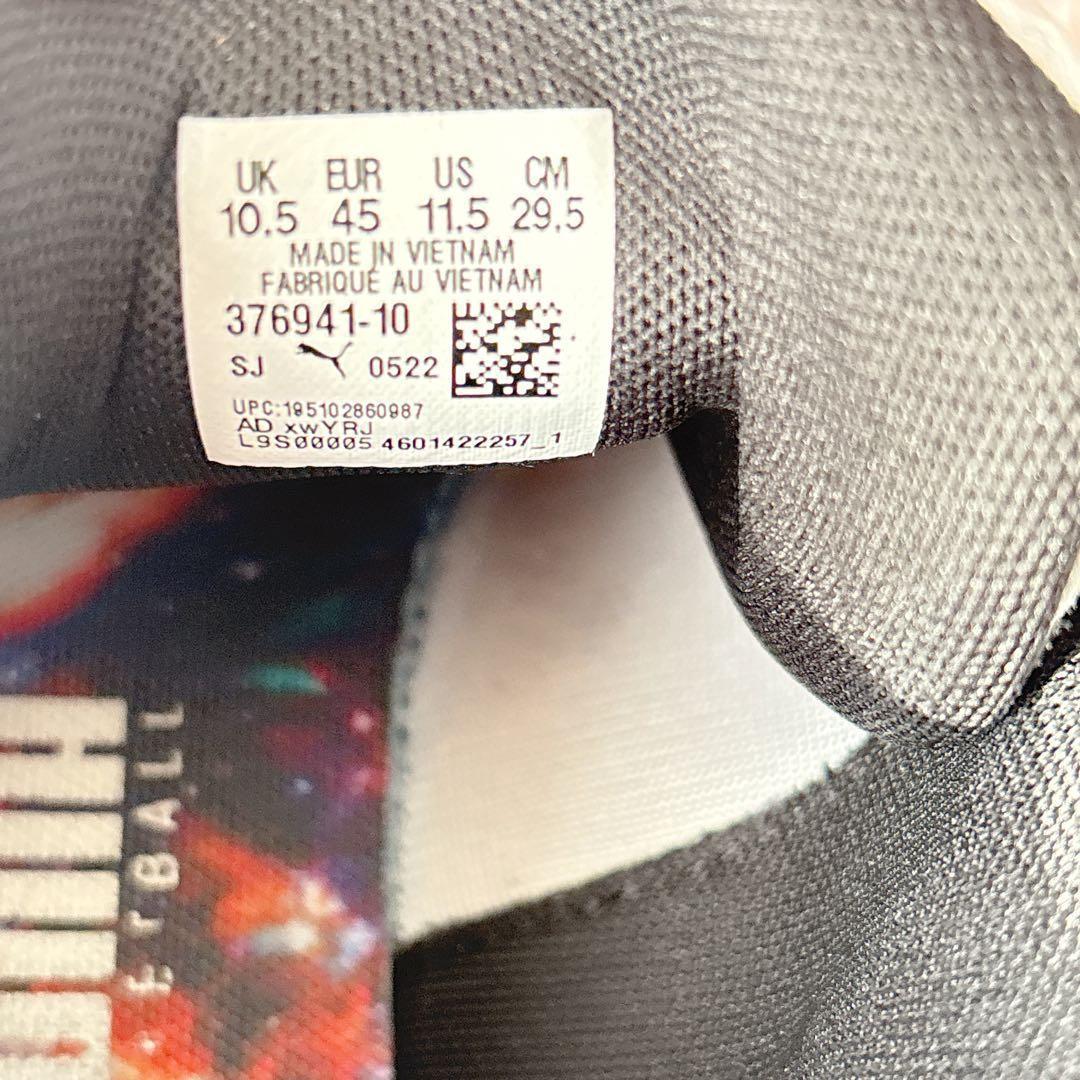 UK EUR US CM
10.5 45 11.5 29.5
MADE IN VIETNAM
FABRIQUE AU VIETNAM
376941-10
SJ 0522
UPC:195102860987
AD xwYRJ
L9S00005 4601422257_1